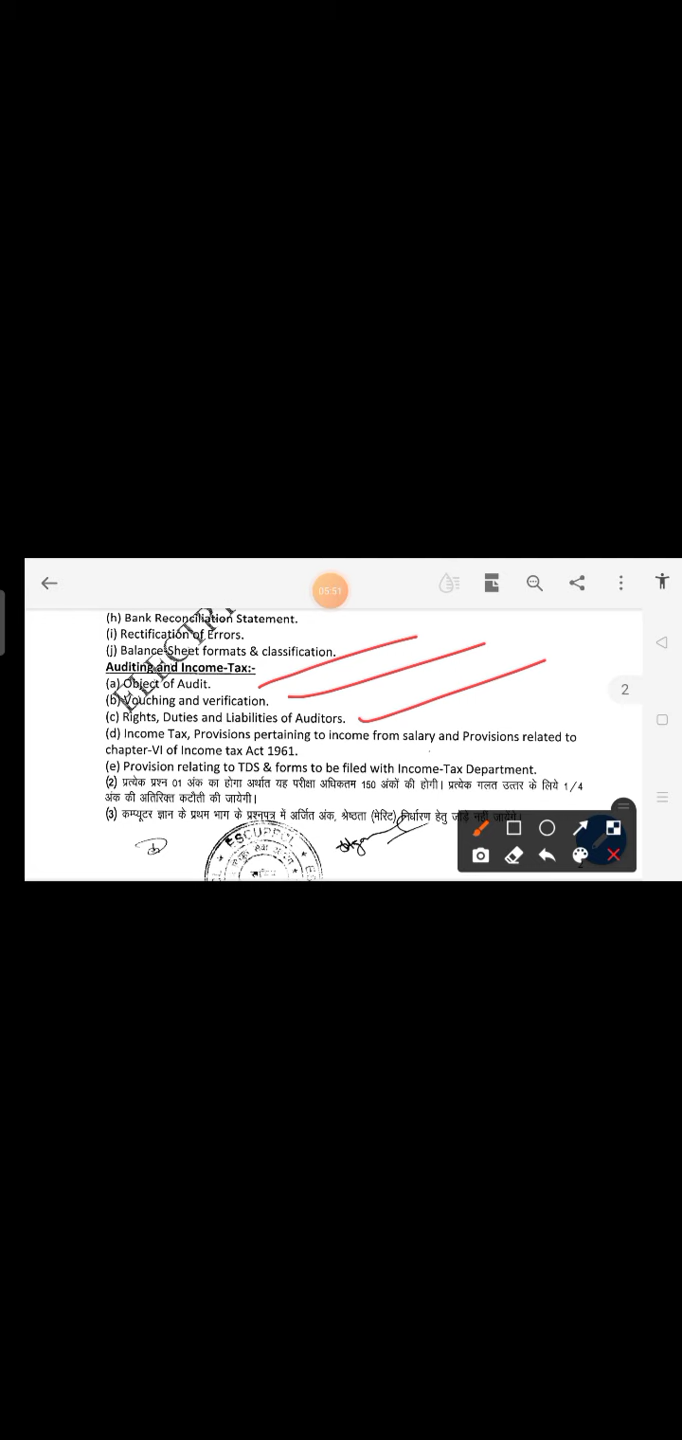 05:51
(h) Bank Reconciliation Statement.
(i) Rectification of Errors.
(j) Balance Sheet formats & classification.
Auditing and Income-Tax:-
(a) Object of Audit.
(b) Vouching and verification.
(c) Rights, Duties and Liabilities of Auditors.
(d) Income Tax, Provisions pertaining to income from salary and Provisions related to
chapter-VI of Income tax Act 1961.
(e) Provision relating to TDS & forms to be filed with Income-Tax Department.
(2) प्रत्येक प्रश्न 01 अंक का होगा अर्थात यह परीक्षा अधिकतम 150 अंकों की होगी। प्रत्येक गलत उत्तर के लिये 1/4
अंक की अतिरिक्त कटौती की जायेगी।
(3) कम्प्यूटर ज्ञान के प्रथम भाग के प्रश्नपत्र में अर्जित अंक, श्रेष्ठता (मेरिट) निर्धारण हेतु जोड़े नही जायेंगे।
2
ESCUPPCL